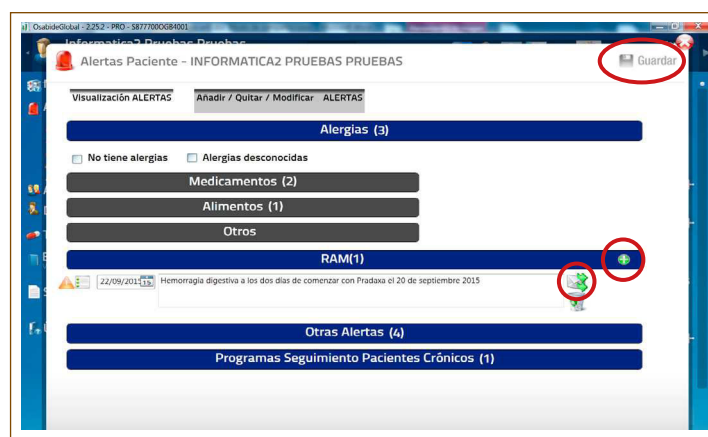 OsabideGlobal - 2.25.2 - PRO - S877700OG84001
Informatica2 Pruebas Pruebas
Alertas Paciente - INFORMATICA2 PRUEBAS PRUEBAS
Guardar
Visualización ALERTAS
Añadir / Quitar / Modificar ALERTAS
Alergias (3)
No tiene alergias
Alergias desconocidas
Medicamentos (2)
Alimentos (1)
Otros
RAM(1)
22/09/2015
15
Hemorragia digestiva a los dos días de comenzar con Pradaxa el 20 de septiembre 2015
Otras Alertas (4)
Programas Seguimiento Pacientes Crónicos (1)